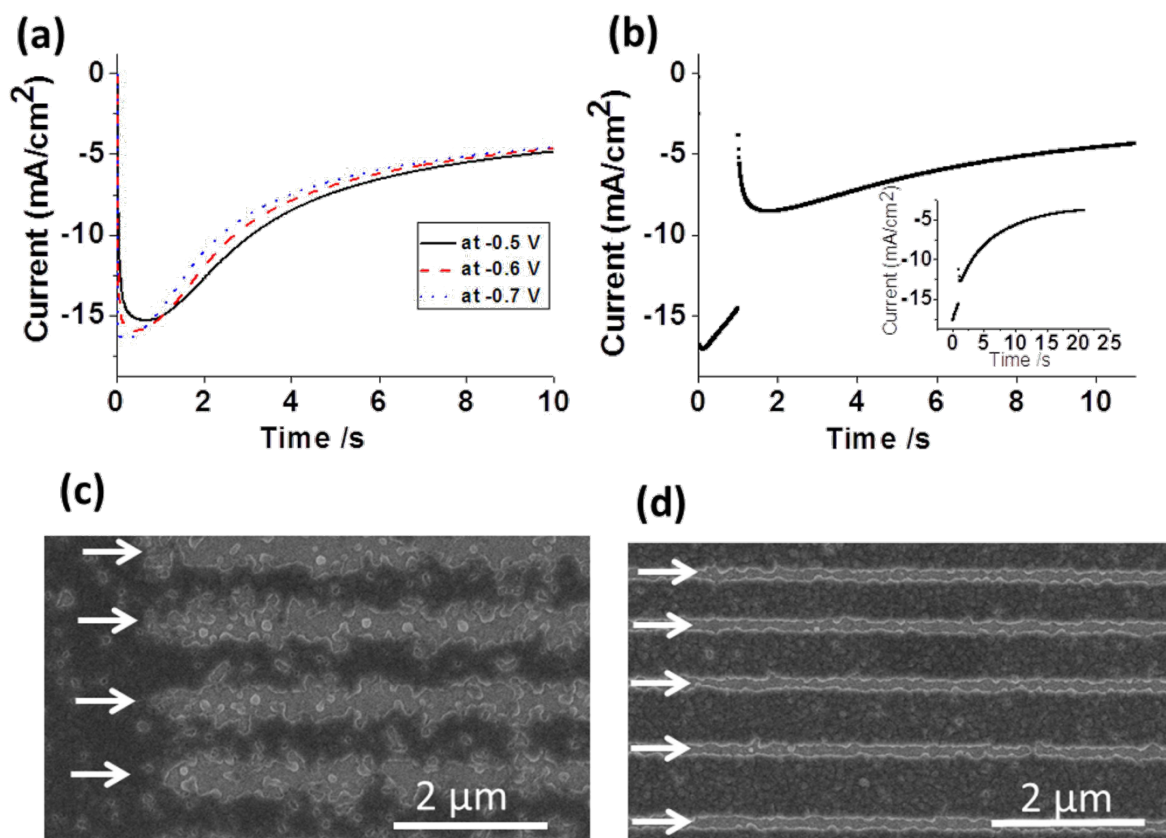 (a)
0
-5
-10
-15
Current (mA/cm²)
0 2 4 6 8 10
Time /s
at -0.5 V
at -0.6 V
at -0.7 V
(b)
0
-5
-10
-15
Current (mA/cm²)
0 2 4 6 8 10
Time /s
-5
-10
-15
Current (mA/cm2)
0 5 10 15 20 25
Time /s
(c)
2 µm
(d)
2 µm